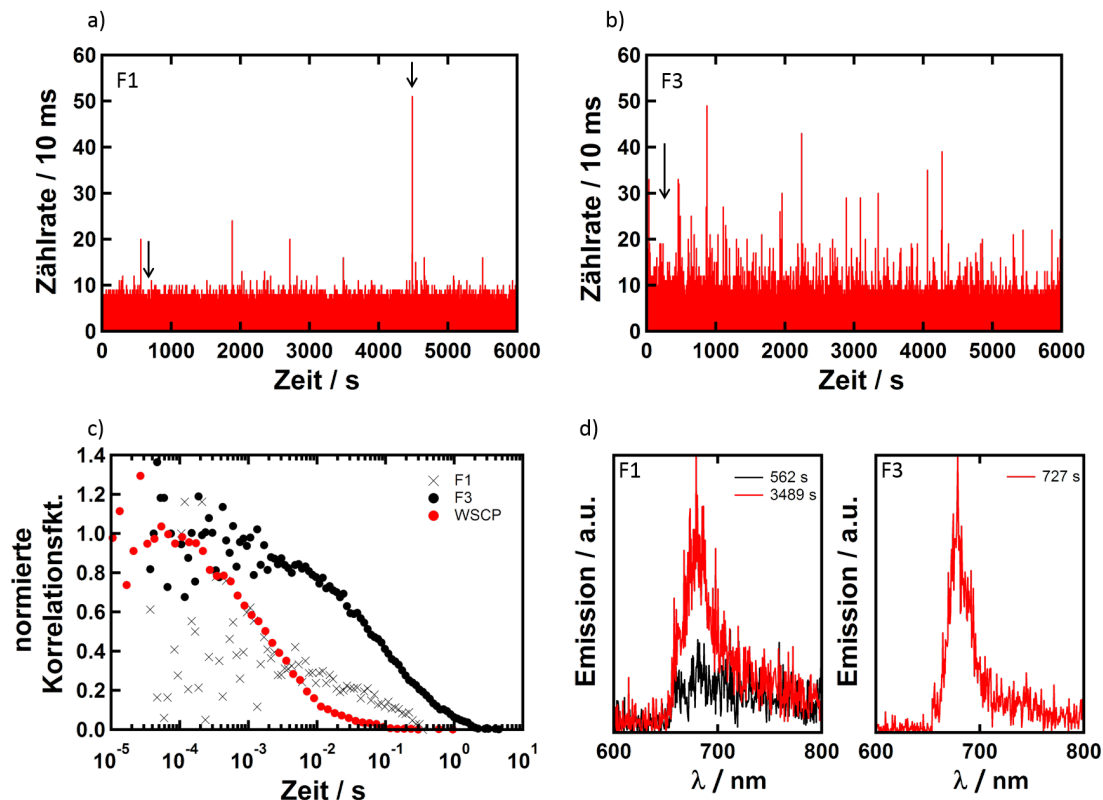 a)
F1
60
50
40
30
20
10
0
Zählrate / 10 ms
0 1000 2000 3000 4000 5000 6000
Zeit / s
b)
F3
60
50
40
30
20
10
0
Zählrate / 10 ms
0 1000 2000 3000 4000 5000 6000
Zeit / s
c)
1.4
1.2
1.0
0.8
0.6
0.4
0.2
0.0
normierte
Korrelationsfkt.
F1
F3
WSCP
10-5 10-4 10-3 10-2 10-1 100 101
Zeit / s
d)
F1
562 s
3489 s
Emission / a.u.
600 700 800
λ / nm
F3
727 s
Emission / a.u.
600 700 800
λ / nm